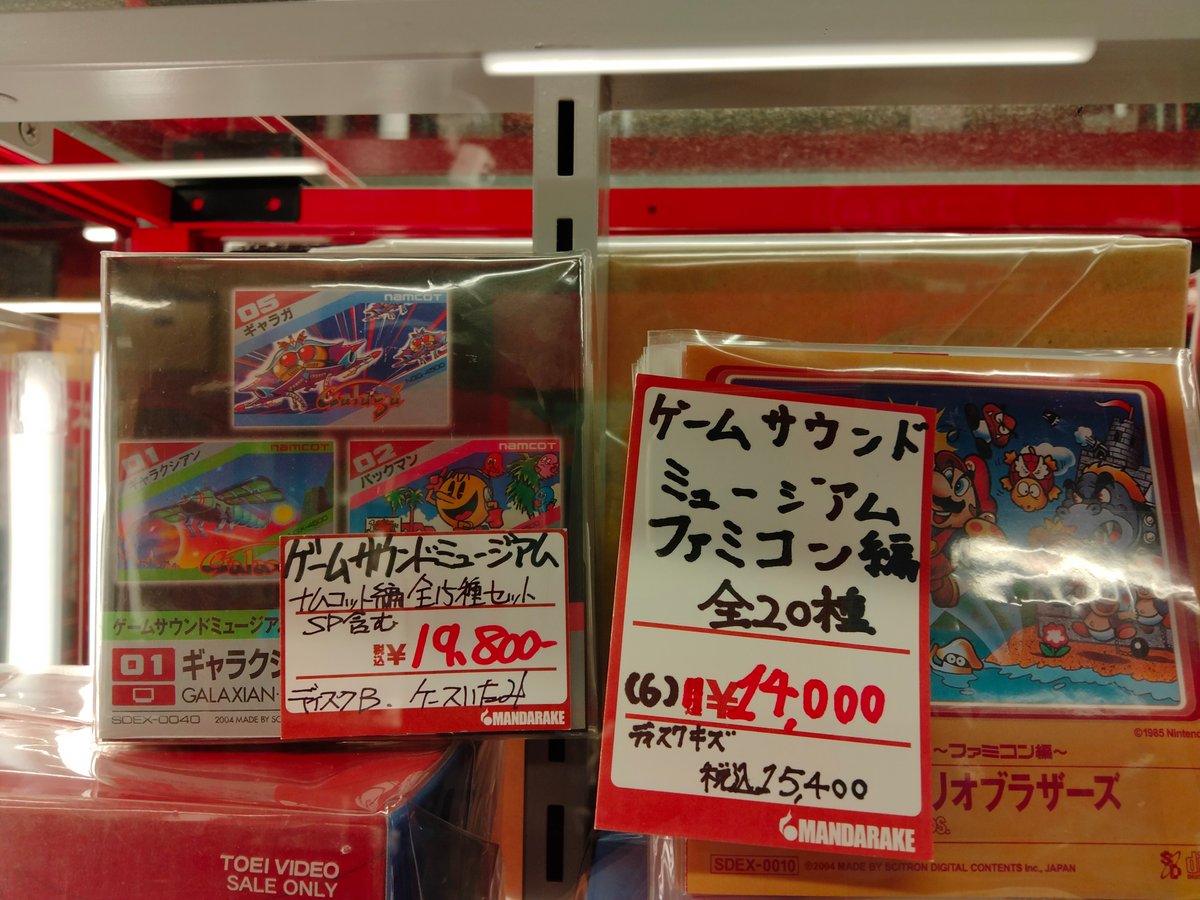 05
ギャラガ
namcot
NGG-4500
Galaga
01
ギャラクシアン
namcot
02
パックマン
namcot
ゲームサウンドミュージア
01
ギャラクシ
GALAXIAN
SDEX-0040
2004 MADE BY SC
ゲームサウンドミュージアム
ナムコット編 全15種セット
SP含む
税込 ¥19,800-
ディスクB. ケースいたみ
MANDARAKE
TOEI VIDEO
SALE ONLY
ゲームサウンド
ミュージアム
ファミコン編
全20種
(6) 14,000
ディスクキズ
税込15,400
MANDARAKE
©1985 Nintendo
～ファミコン編～
リオブラザーズ
OS.
SDEX-0010
©2004 MADE BY SCITRON DIGITAL CONTENTS Inc., JAPAN